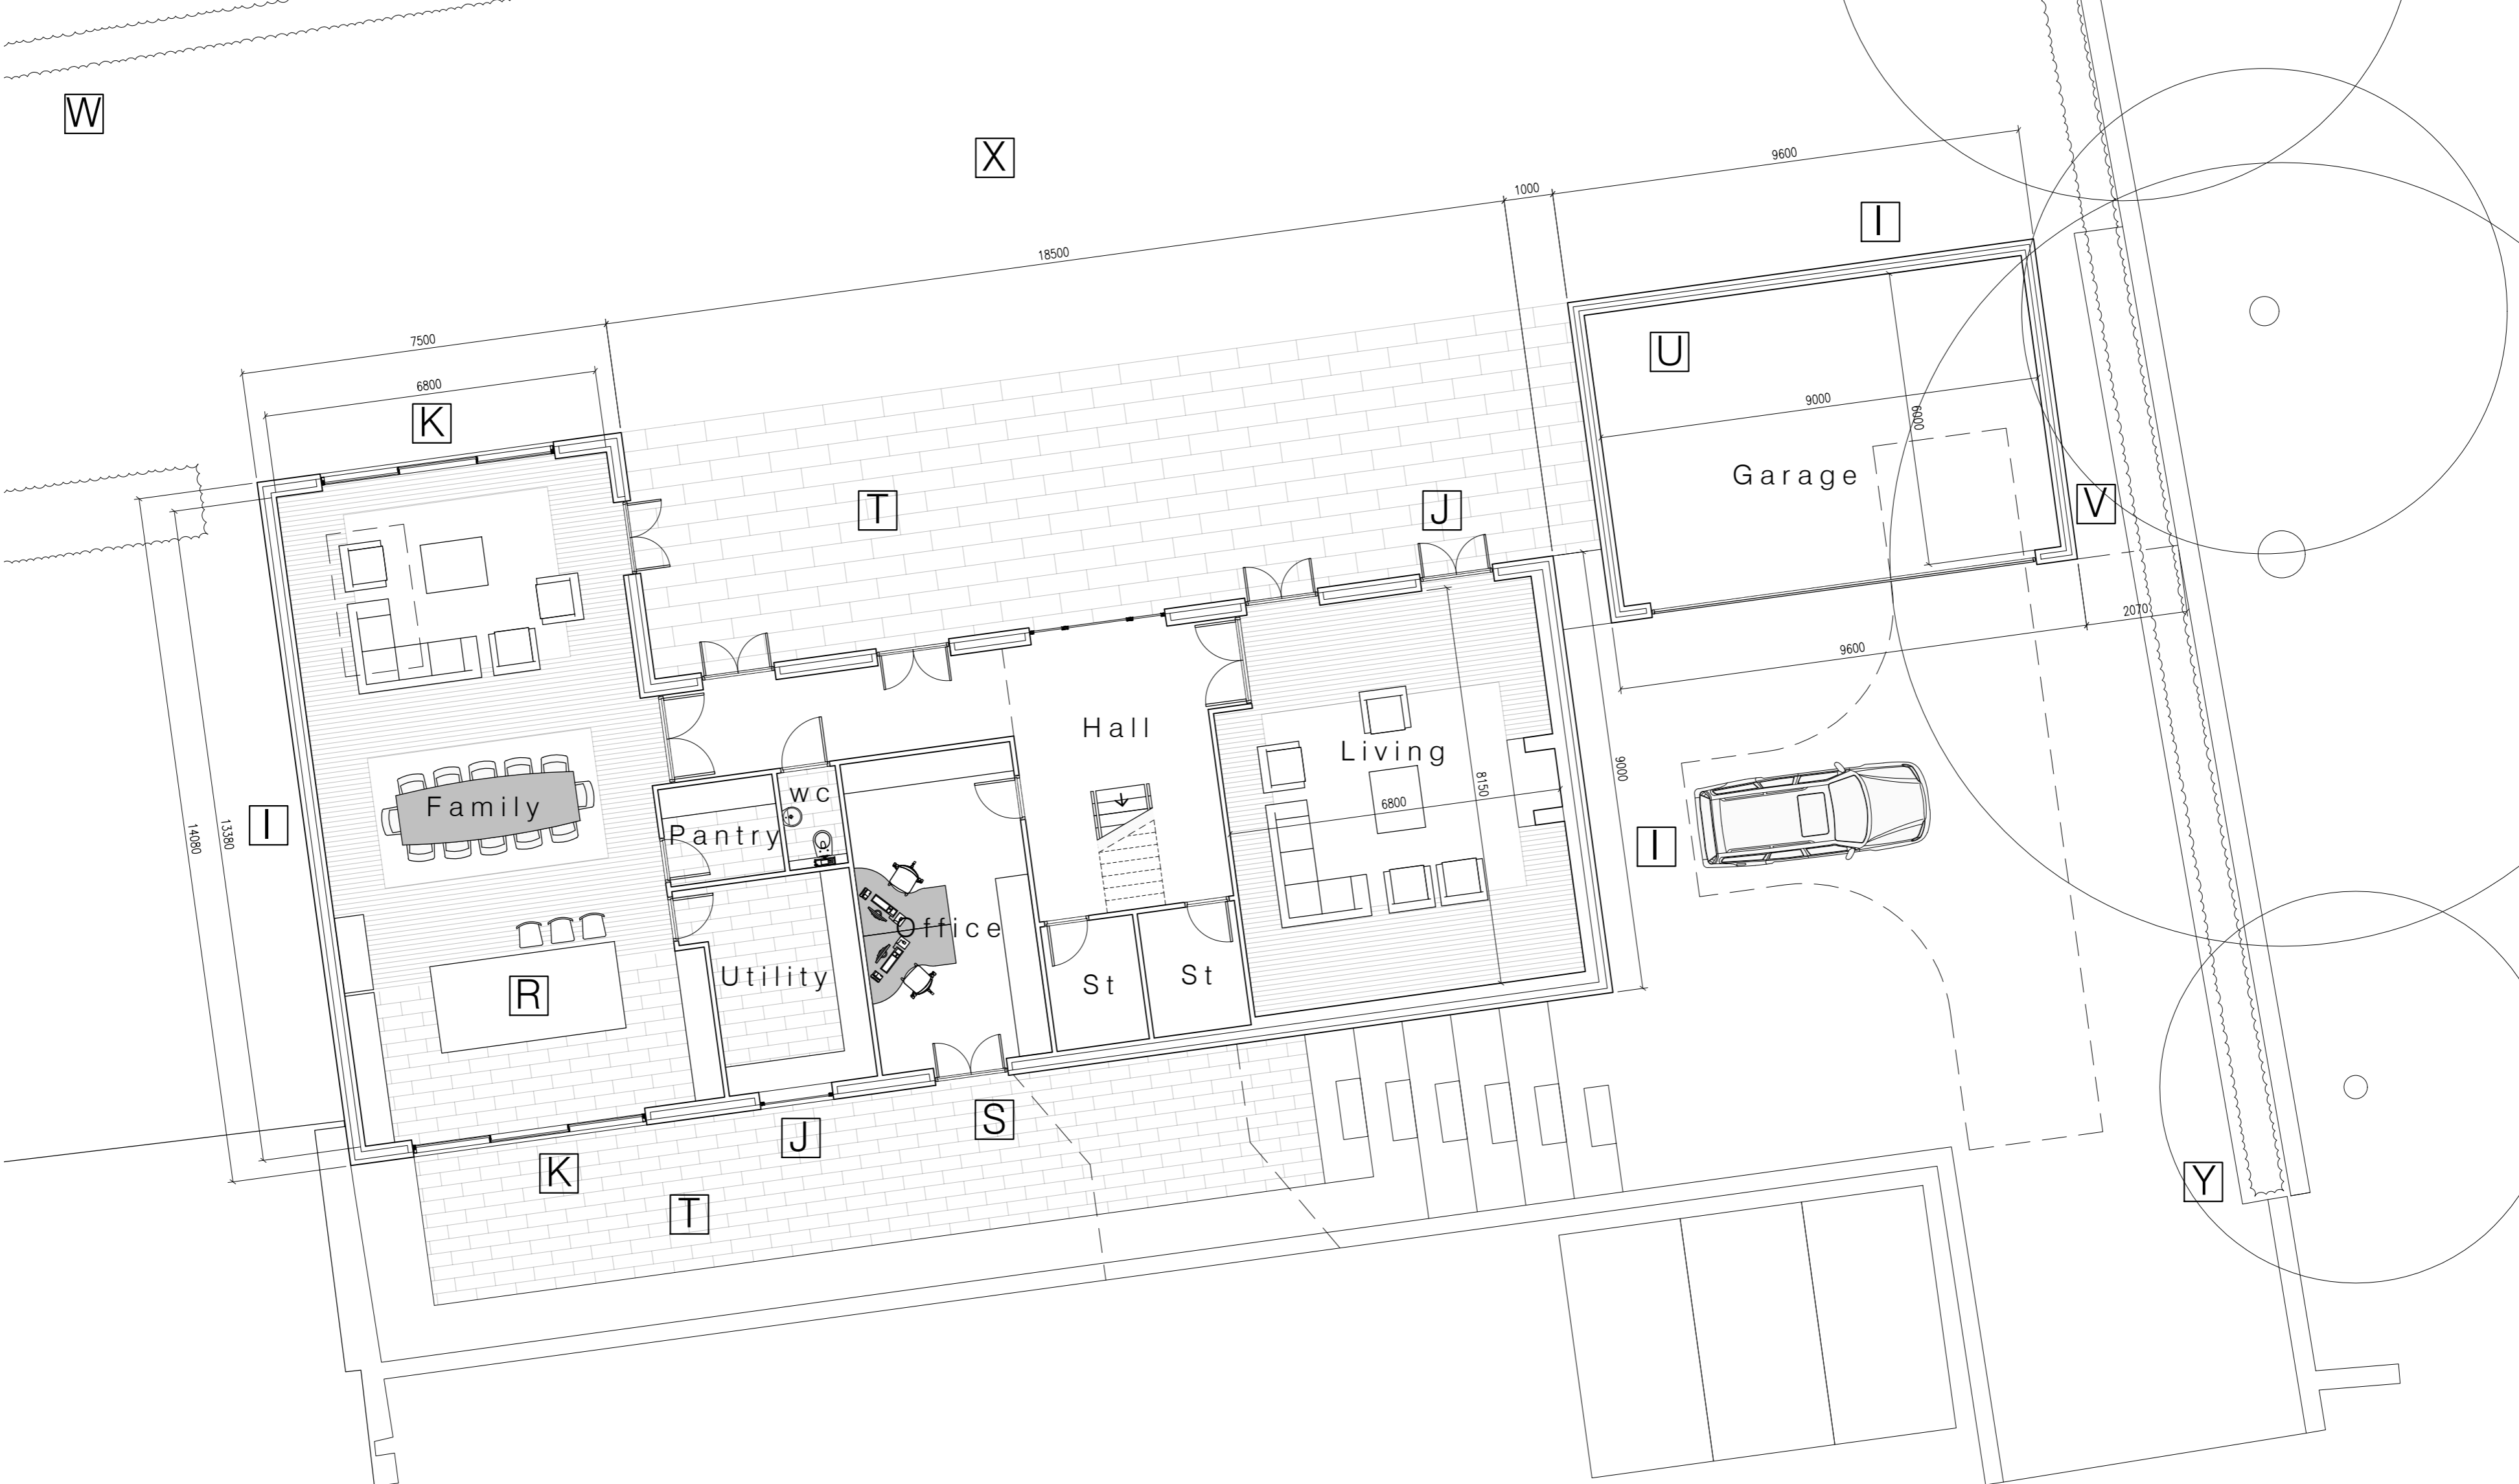 W
X
9600
1000
I
18500
7500
U
6800
9000
6000
K
Garage
T
J
V
2070
9600
Hall
Living
9000
8150
6800
wc
Family
I
Pantry
14080
13380
I
Office
Utility
St
St
R
S
J
K
T
Y